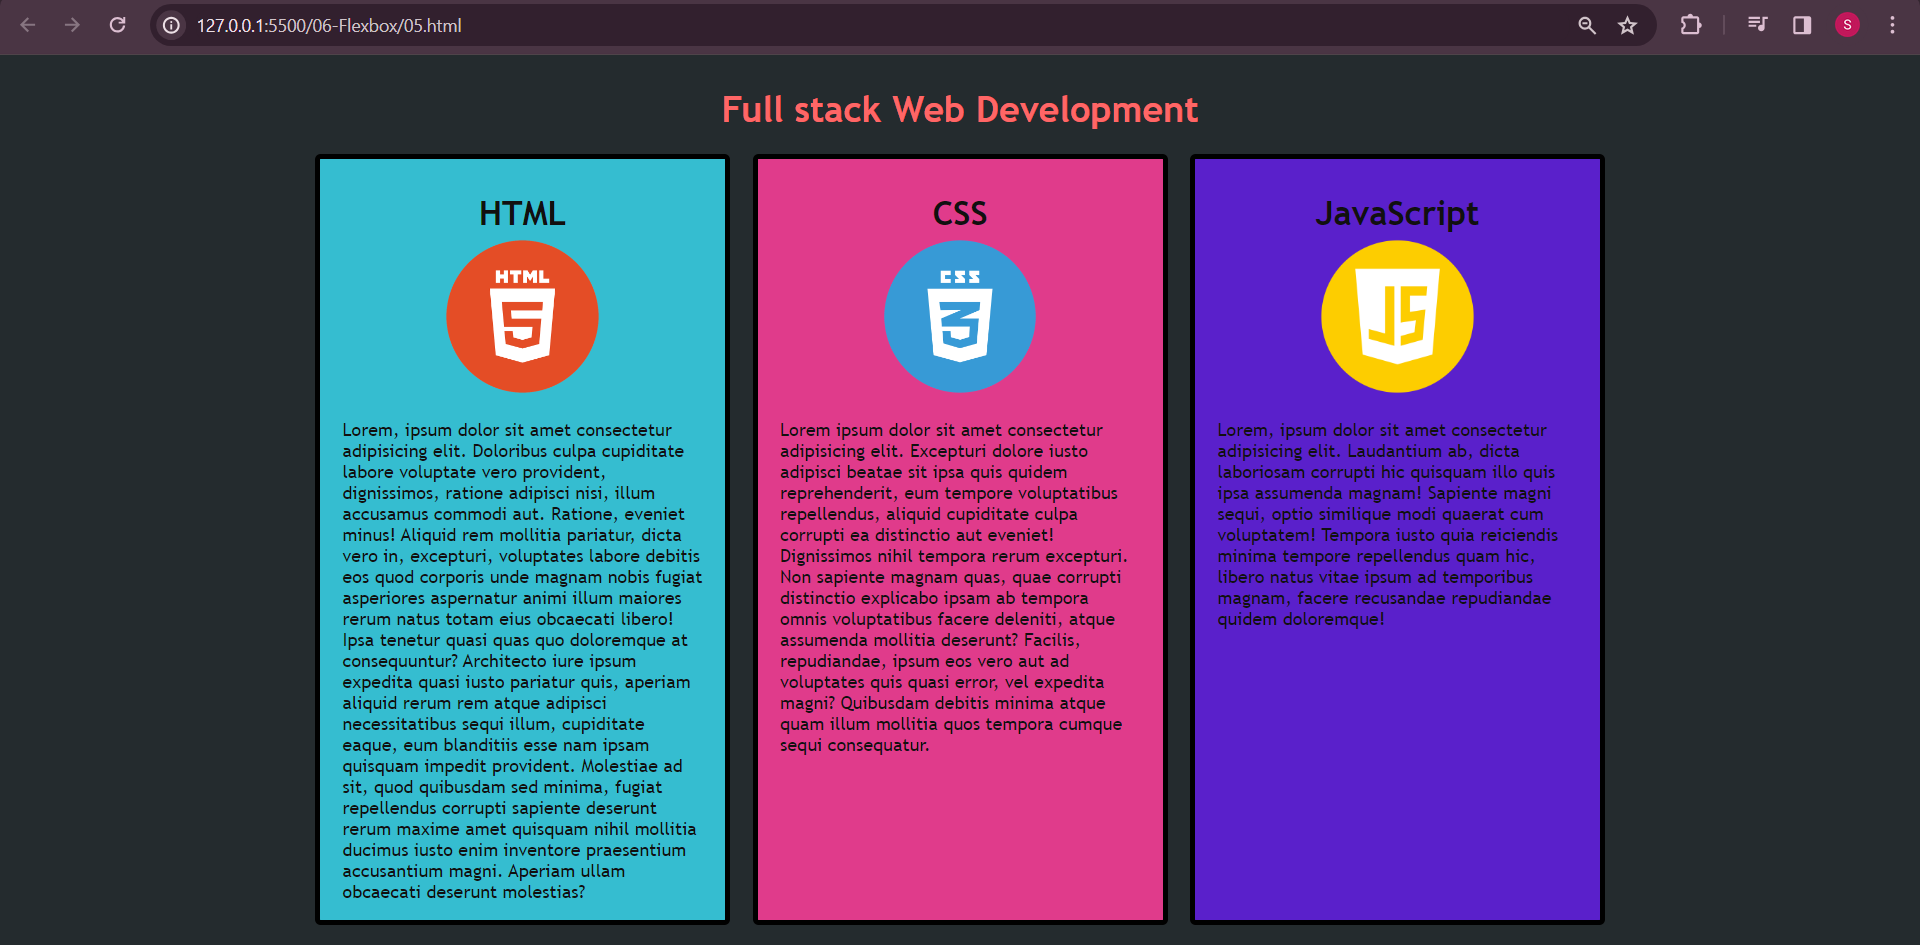 127.0.0.1:5500/06-Flexbox/05.html
S
Full stack Web Development
HTML
HTML
5
Lorem, ipsum dolor sit amet consectetur
adipisicing elit. Doloribus culpa cupiditate
labore voluptate vero provident,
dignissimos, ratione adipisci nisi, illum
accusamus commodi aut. Ratione, eveniet
minus! Aliquid rem mollitia pariatur, dicta
vero in, excepturi, voluptates labore debitis
eos quod corporis unde magnam nobis fugiat
asperiores aspernatur animi illum maiores
rerum natus totam eius obcaecati libero!
Ipsa tenetur quasi quas quo doloremque at
consequuntur? Architecto iure ipsum
expedita quasi iusto pariatur quis, aperiam
aliquid rerum rem atque adipisci
necessitatibus sequi illum, cupiditate
eaque, eum blanditiis esse nam ipsam
quisquam impedit provident. Molestiae ad
sit, quod quibusdam sed minima, fugiat
repellendus corrupti sapiente deserunt
rerum maxime amet quisquam nihil mollitia
ducimus iusto enim inventore praesentium
accusantium magni. Aperiam ullam
obcaecati deserunt molestias?
CSS
CSS
3
Lorem ipsum dolor sit amet consectetur
adipisicing elit. Excepturi dolore iusto
adipisci beatae sit ipsa quis quidem
reprehenderit, eum tempore voluptatibus
repellendus, aliquid cupiditate culpa
corrupti ea distinctio aut eveniet!
Dignissimos nihil tempora rerum excepturi.
Non sapiente magnam quas, quae corrupti
distinctio explicabo ipsam ab tempora
omnis voluptatibus facere deleniti, atque
assumenda mollitia deserunt? Facilis,
repudiandae, ipsum eos vero aut ad
voluptates quis quasi error, vel expedita
magni? Quibusdam debitis minima atque
quam illum mollitia quos tempora cumque
sequi consequatur.
JavaScript
JS
Lorem, ipsum dolor sit amet consectetur
adipisicing elit. Laudantium ab, dicta
laboriosam corrupti hic quisquam illo quis
ipsa assumenda magnam! Sapiente magni
sequi, optio similique modi quaerat cum
voluptatem! Tempora iusto quia reiciendis
minima tempore repellendus quam hic,
libero natus vitae ipsum ad temporibus
magnam, facere recusandae repudiandae
quidem doloremque!